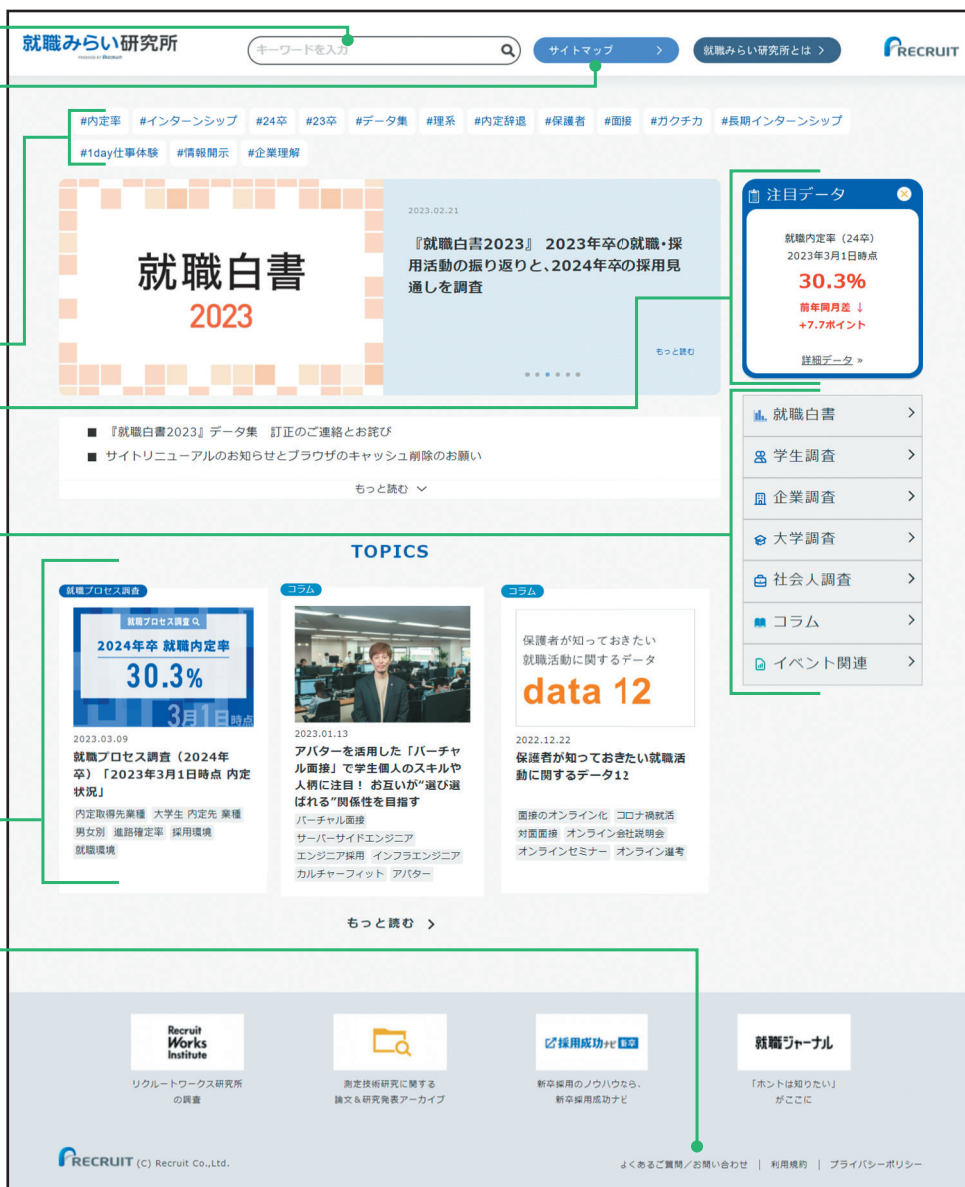 就職みらい研究所
PRODUCED BY RECRUIT
キーワードを入力
サイトマップ
就職みらい研究所とは
RECRUIT
#内定率 #インターンシップ #24卒 #23卒 #データ集 #理系 #内定辞退 #保護者 #面接 #ガクチカ #長期インターンシップ
#1day仕事体験 #情報開示 #企業理解
就職白書
2023
2023.02.21
『就職白書2023』 2023年卒の就職・採
用活動の振り返りと、2024年卒の採用見
通しを調査
もっと読む
注目データ
就職内定率（24卒）
2023年3月1日時点
30.3%
前年同月差 ↓
+7.7ポイント
詳細データ »
■ 『就職白書2023』データ集 訂正のご連絡とお詫び
■ サイトリニューアルのお知らせとブラウザのキャッシュ削除のお願い
もっと読む
就職白書
学生調査
企業調査
大学調査
社会人調査
コラム
イベント関連
TOPICS
就職プロセス調査
就職プロセス調査
2024年卒 就職内定率
30.3%
3月1日時点
2023.03.09
就職プロセス調査（2024年
卒）「2023年3月1日時点 内定
状況」
内定取得先業種 大学生 内定先 業種
男女別 進路確定率 採用環境
就職環境
コラム
2023.01.13
アバターを活用した「バーチャ
ル面接」で学生個人のスキルや
人柄に注目！ お互いが“選び選
ばれる”関係性を目指す
バーチャル面接
サーバーサイドエンジニア
エンジニア採用 インフラエンジニア
カルチャーフィット アバター
コラム
保護者が知っておきたい
就職活動に関するデータ
data 12
2022.12.22
保護者が知っておきたい就職活
動に関するデータ12
面接のオンライン化 コロナ禍就活
対面面接 オンライン会社説明会
オンラインセミナー オンライン選考
もっと読む
Recruit
Works
Institute
リクルートワークス研究所
の調査
測定技術研究に関する
論文＆研究発表アーカイブ
採用成功ナビ 新卒
新卒採用のノウハウなら、
新卒採用成功ナビ
就職ジャーナル
「ホントは知りたい」
がここに
RECRUIT (C) Recruit Co.,Ltd.
よくあるご質問／お問い合わせ | 利用規約 | プライバシーポリシー